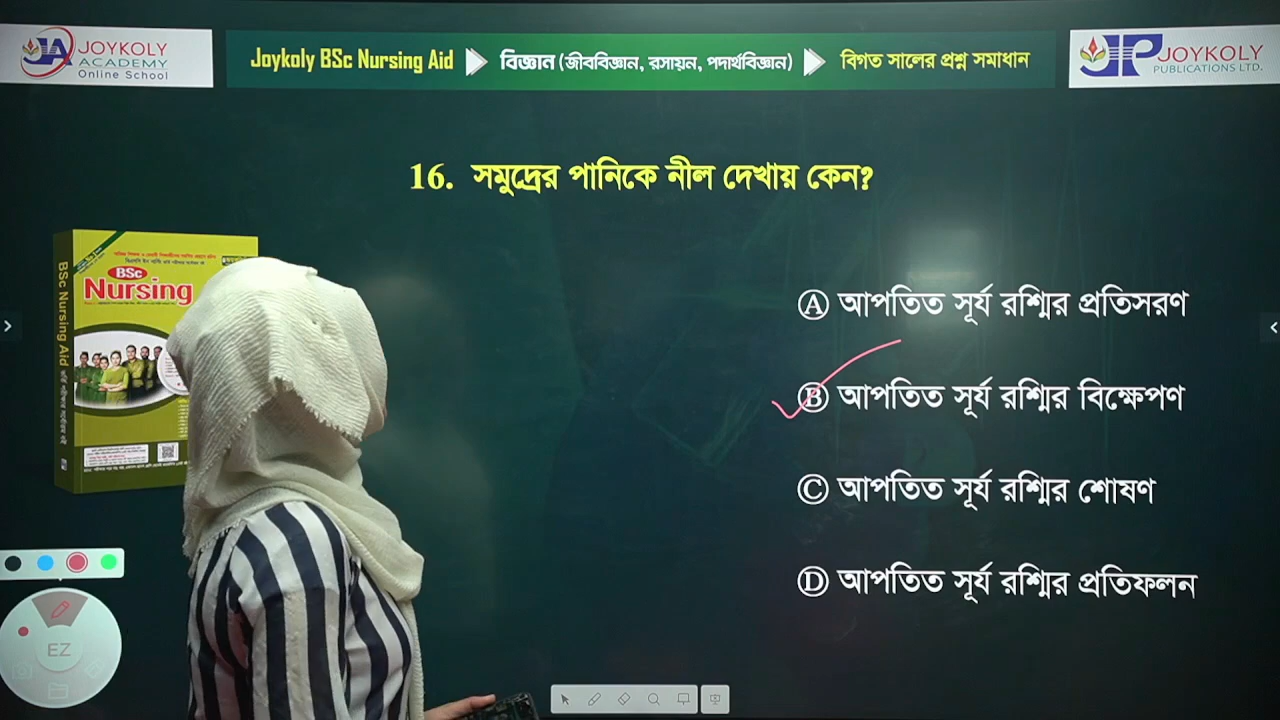 JOYKOLY
ACADEMY
Online School
Joykoly BSc Nursing Aid বিজ্ঞান (জীববিজ্ঞান, রসায়ন, পদার্থবিজ্ঞান) বিগত সালের প্রশ্ন সমাধান
JP JOYKOLY
PUBLICATIONS LTD.
16. সমুদ্রের পানিকে নীল দেখায় কেন?
BSc
Nursing
BSc Nursing Aid
Ⓐ আপতিত সূর্য রশ্মির প্রতিসরণ
Ⓑ আপতিত সূর্য রশ্মির বিক্ষেপণ
Ⓒ আপতিত সূর্য রশ্মির শোষণ
Ⓓ আপতিত সূর্য রশ্মির প্রতিফলন
EZ